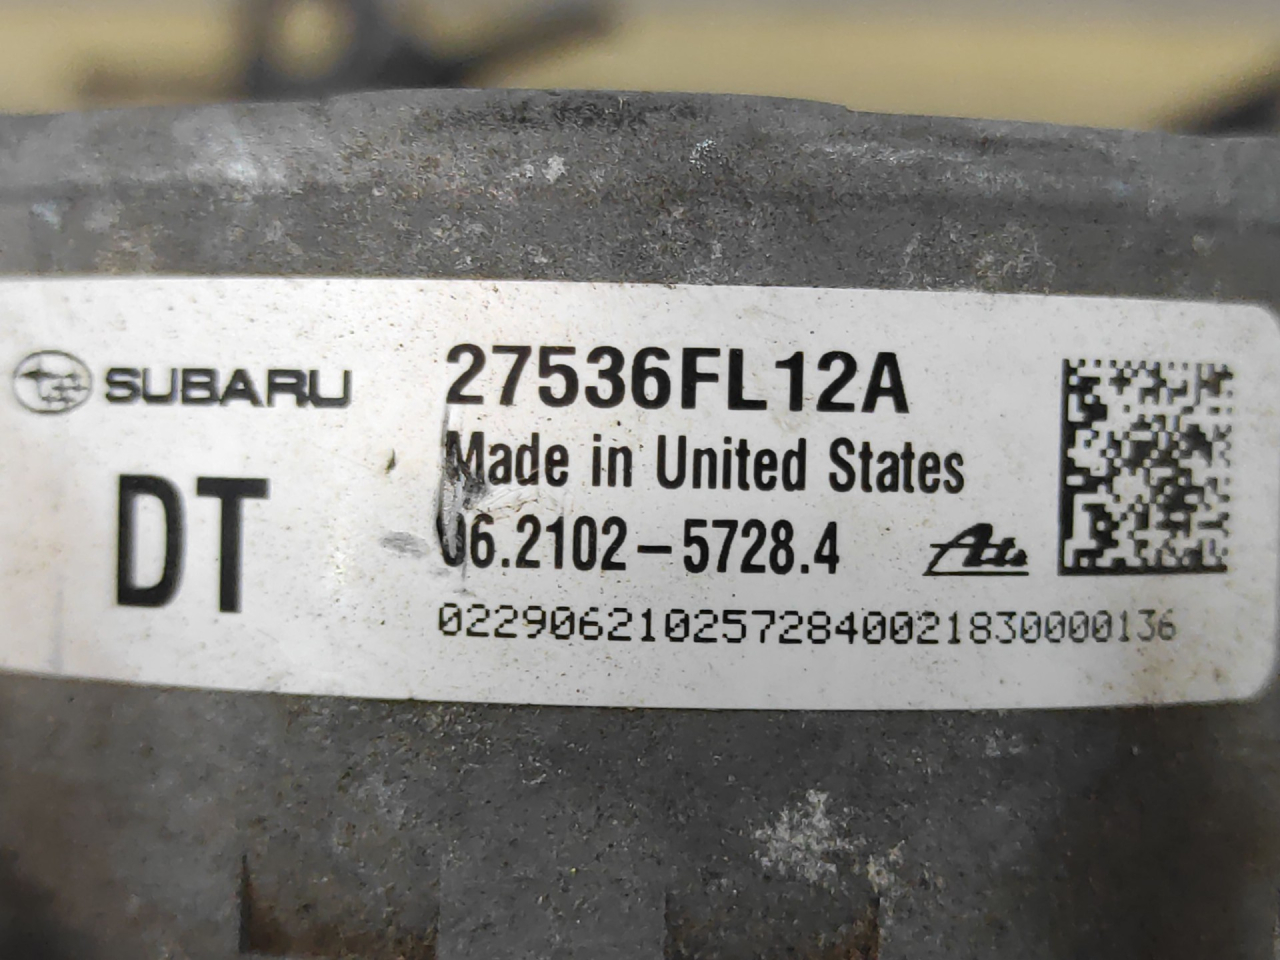 SUBARU
27536FL12A
Made in United States
DT
06.2102-5728.4
Ate
0229062102572840021830000136